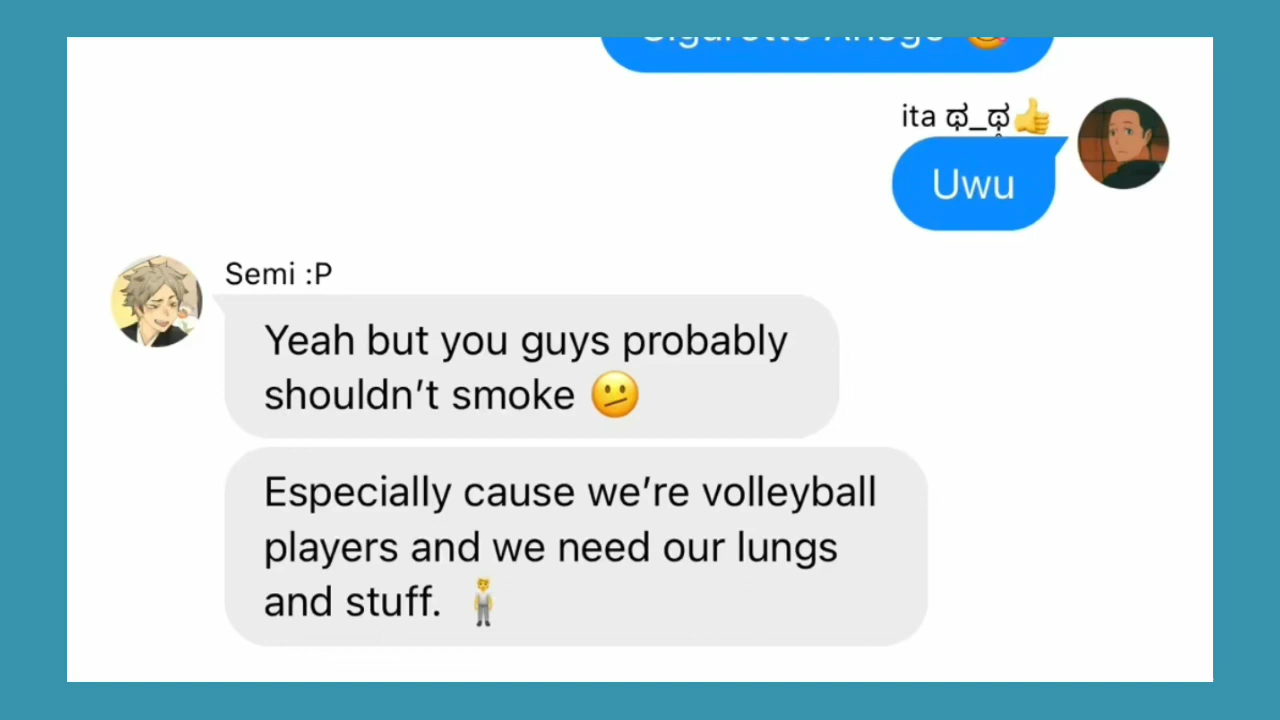 ita ಥ_ಥ👍
Uwu
Semi :P
Yeah but you guys probably
shouldn’t smoke 🫤
Especially cause we’re volleyball
players and we need our lungs
and stuff. 🧍